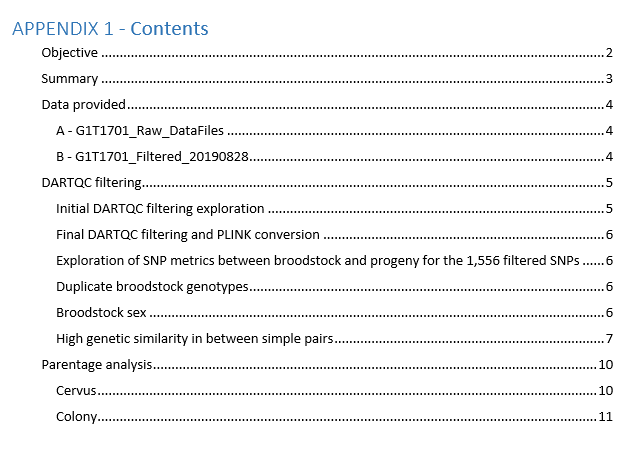 APPENDIX 1 - Contents
Objective ..................................................................................................................................2
Summary ..................................................................................................................................3
Data provided...........................................................................................................................4
A - G1T1701_Raw_DataFiles ..................................................................................................4
B - G1T1701_Filtered_20190828............................................................................................4
DARTQC filtering.......................................................................................................................5
Initial DARTQC filtering exploration .......................................................................................5
Final DARTQC filtering and PLINK conversion .........................................................................6
Exploration of SNP metrics between broodstock and progeny for the 1,556 filtered SNPs ......6
Duplicate broodstock genotypes............................................................................................6
Broodstock sex ......................................................................................................................6
High genetic similarity in between simple pairs......................................................................7
Parentage analysis...................................................................................................................10
Cervus.................................................................................................................................10
Colony.................................................................................................................................11